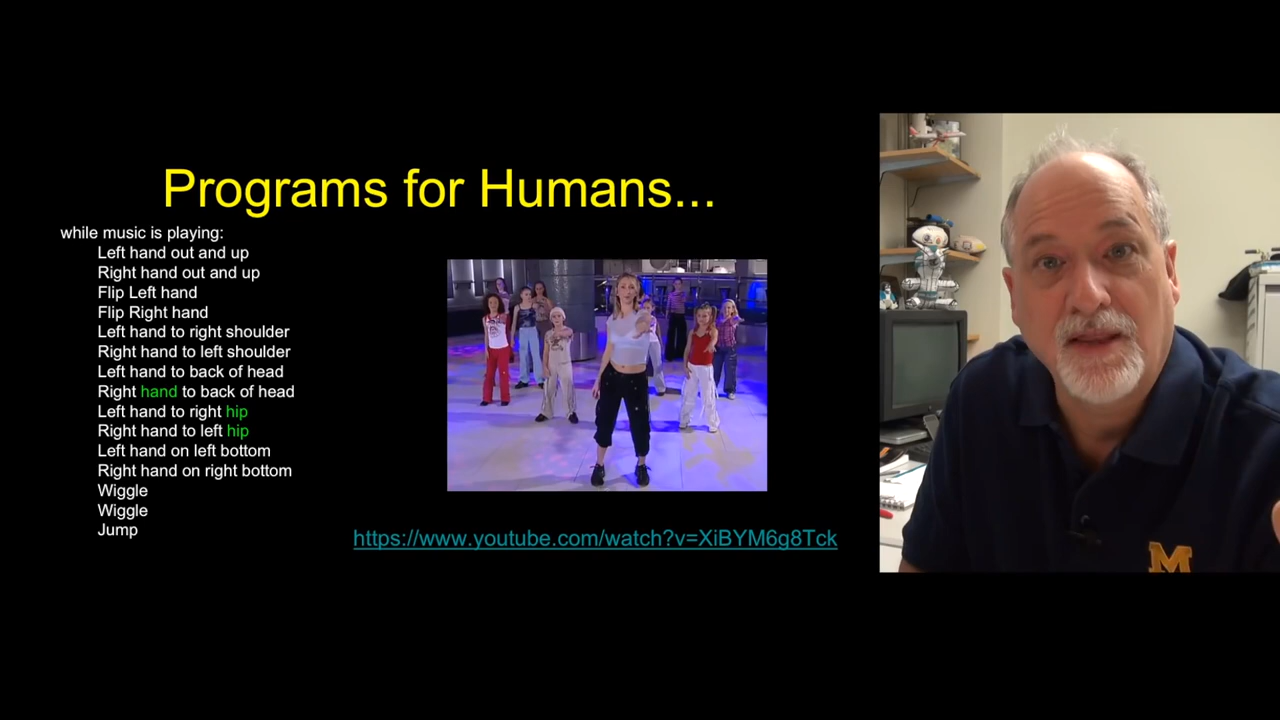 Programs for Humans...
while music is playing:
Left hand out and up
Right hand out and up
Flip Left hand
Flip Right hand
Left hand to right shoulder
Right hand to left shoulder
Left hand to back of head
Right hand to back of head
Left hand to right hip
Right hand to left hip
Left hand on left bottom
Right hand on right bottom
Wiggle
Wiggle
Jump
https://www.youtube.com/watch?v=XiBYM6g8Tck
M